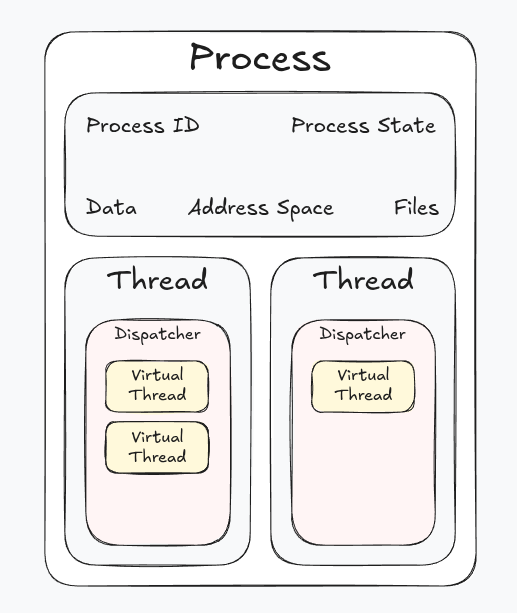 Process
Process ID Process State
Data Address Space Files
Thread
Dispatcher
Virtual
Thread
Virtual
Thread
Thread
Dispatcher
Virtual
Thread